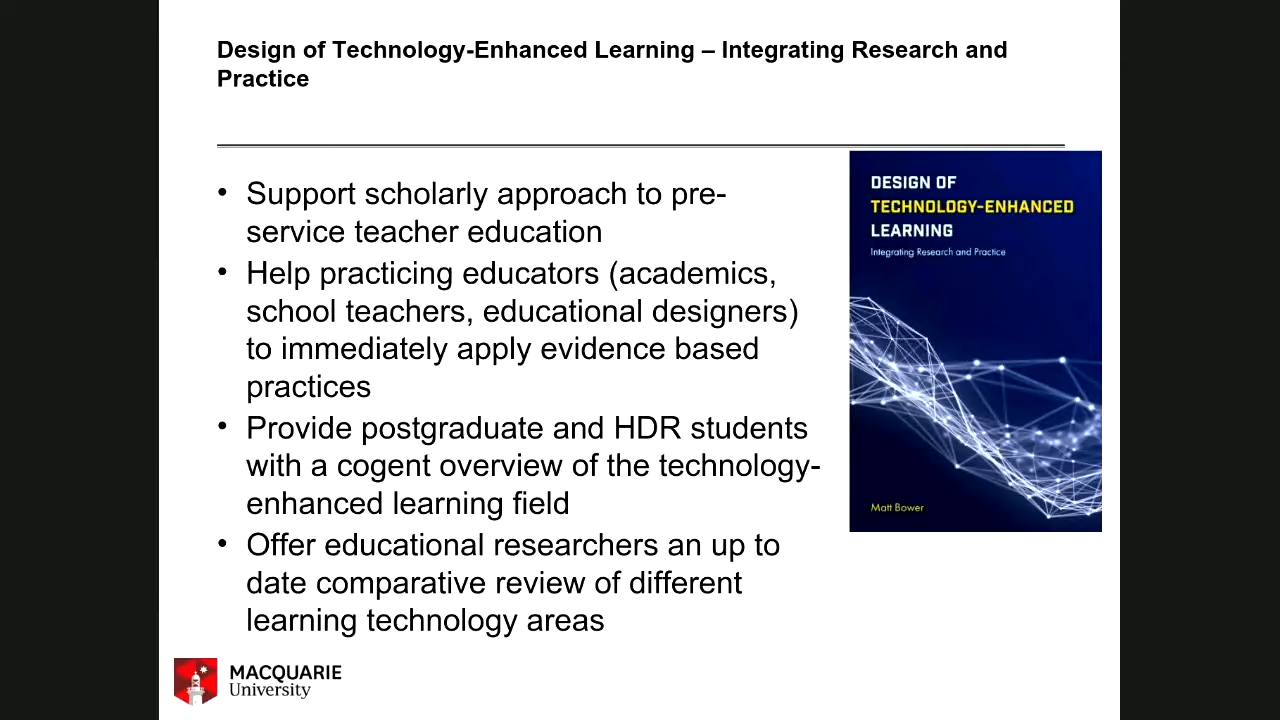 Design of Technology-Enhanced Learning – Integrating Research and
Practice
• Support scholarly approach to pre-
service teacher education
• Help practicing educators (academics,
school teachers, educational designers)
to immediately apply evidence based
practices
• Provide postgraduate and HDR students
with a cogent overview of the technology-
enhanced learning field
• Offer educational researchers an up to
date comparative review of different
learning technology areas
DESIGN OF
TECHNOLOGY-ENHANCED
LEARNING
Integrating Research and Practice
Matt Bower
MACQUARIE
University